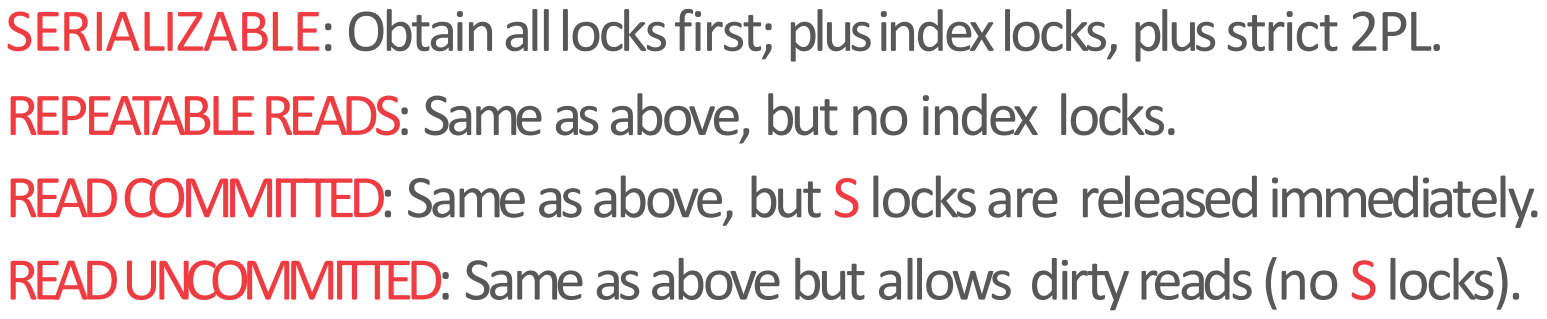 SERIALIZABLE: Obtain all locks first; plus index locks, plus strict 2PL.
REPEATABLE READS: Same as above, but no index locks.
READ COMMITTED: Same as above, but S locks are released immediately.
READ UNCOMMITTED: Same as above but allows dirty reads (no S locks).